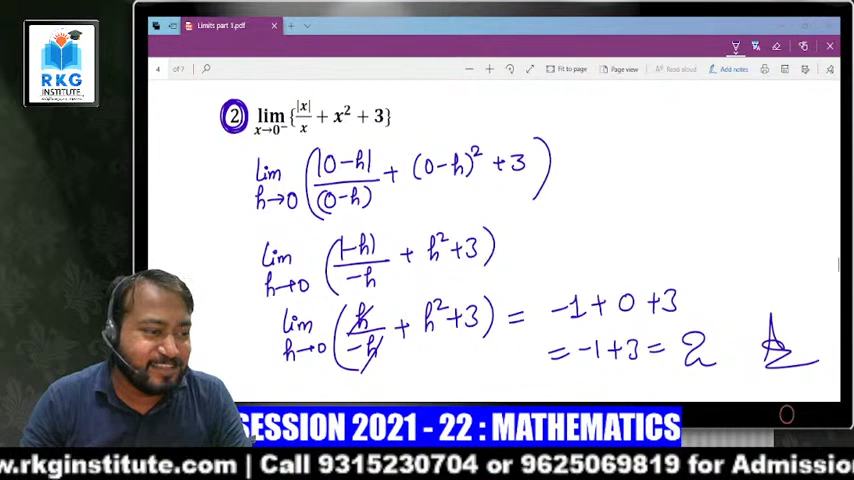 Limits part 1.pdf
4 of 7
Fit to page
Page view
Read aloud
Add notes
RKG
INSTITUTE
② lim x→0⁻ {|x|/x + x² + 3}
lim h→0 (|0-h|/(0-h) + (0-h)² + 3)
lim h→0 (|-h|/-h + h² + 3)
lim h→0 (h/-h + h² + 3) = -1 + 0 + 3
= -1 + 3 = 2
SESSION 2021 - 22 : MATHEMATICS
w.rkginstitute.com | Call 9315230704 or 9625069819 for Admissio